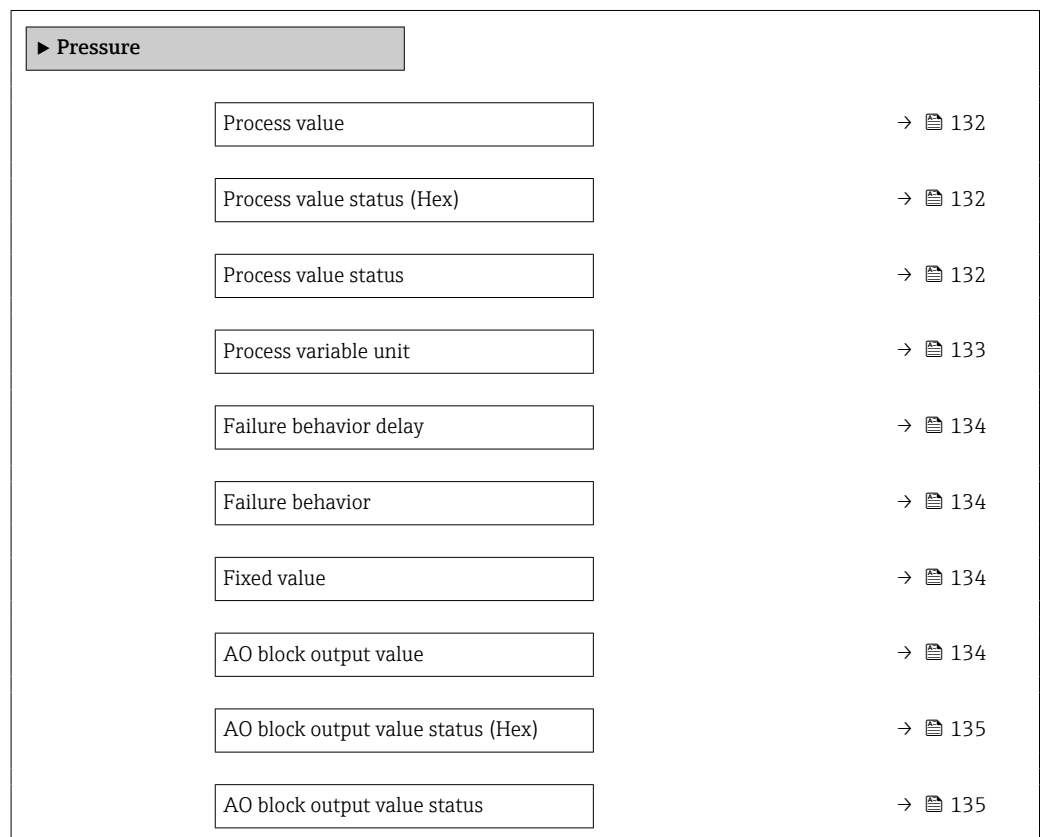 ▶ Pressure
Process value → 132
Process value status (Hex) → 132
Process value status → 132
Process variable unit → 133
Failure behavior delay → 134
Failure behavior → 134
Fixed value → 134
AO block output value → 134
AO block output value status (Hex) → 135
AO block output value status → 135